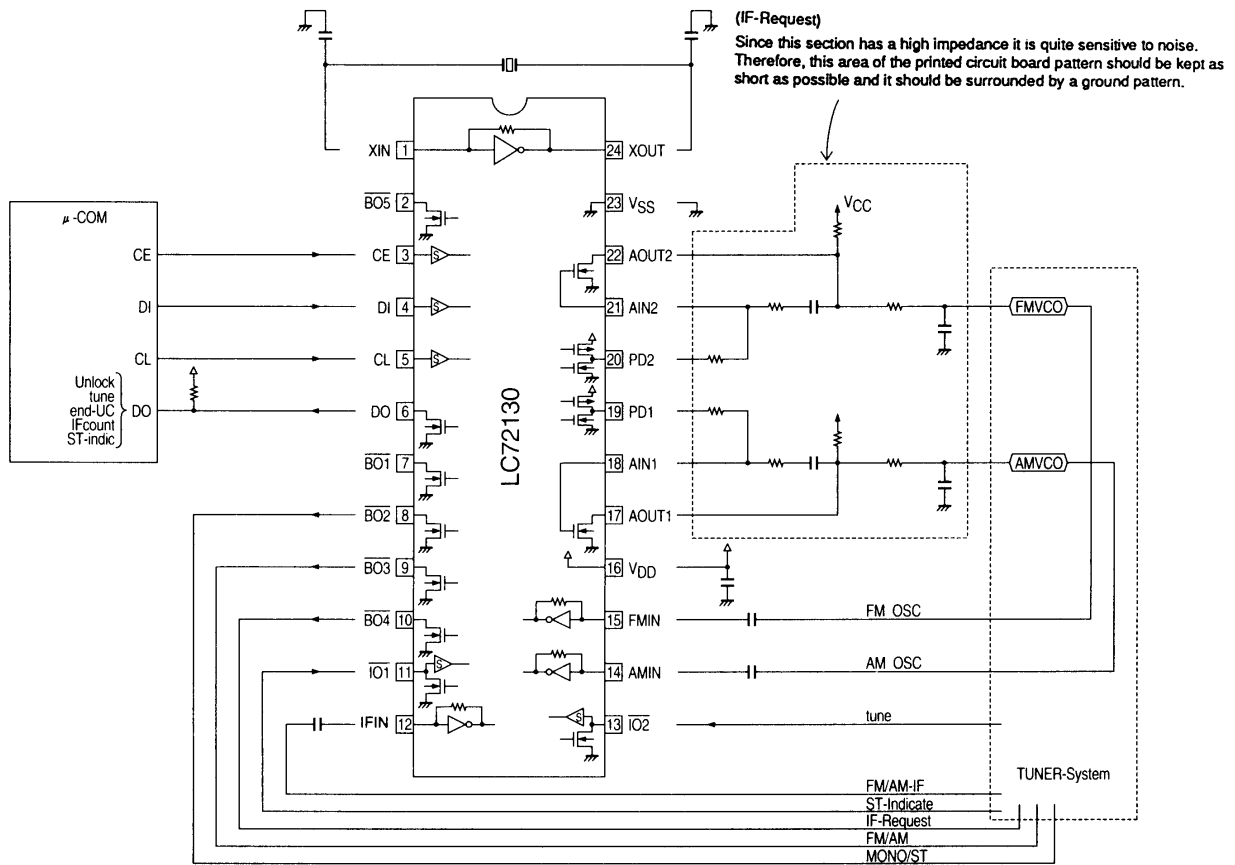 (IF-Request)
Since this section has a high impedance it is quite sensitive to noise.
Therefore, this area of the printed circuit board pattern should be kept as
short as possible and it should be surrounded by a ground pattern.
XIN 1
24 XOUT
BO5 2
23 VSS
VCC
μ-COM
CE
CE 3 S
22 AOUT2
DI
DI 4 S
21 AIN2
FMVCO
CL
CL 5 S
20 PD2
Unlock
tune
end-UC
IFcount
ST-indic
DO
DO 6
19 PD1
LC72130
BO1 7
18 AIN1
AMVCO
BO2 8
17 AOUT1
BO3 9
16 VDD
BO4 10
15 FMIN
FM OSC
IO1 11 S
14 AMIN
AM OSC
IFIN 12
S 13 IO2
tune
TUNER-System
FM/AM-IF
ST-Indicate
IF-Request
FM/AM
MONO/ST